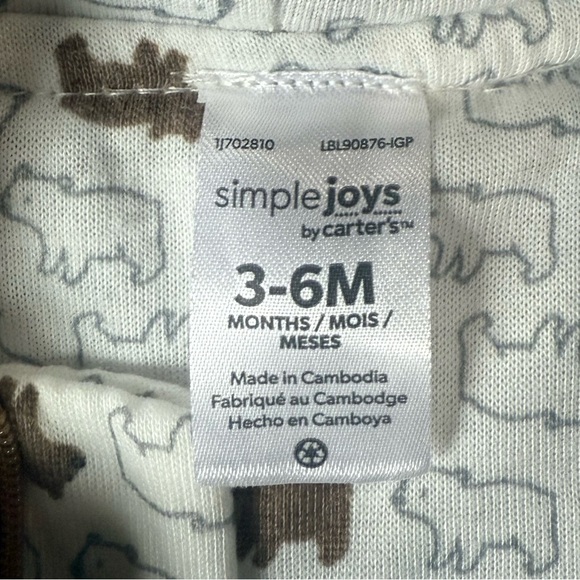 1J702810 LBL90876-IGP
simple joys
by carter's™
3-6M
MONTHS / MOIS /
MESES
Made in Cambodia
Fabriqué au Cambodge
Hecho en Camboya